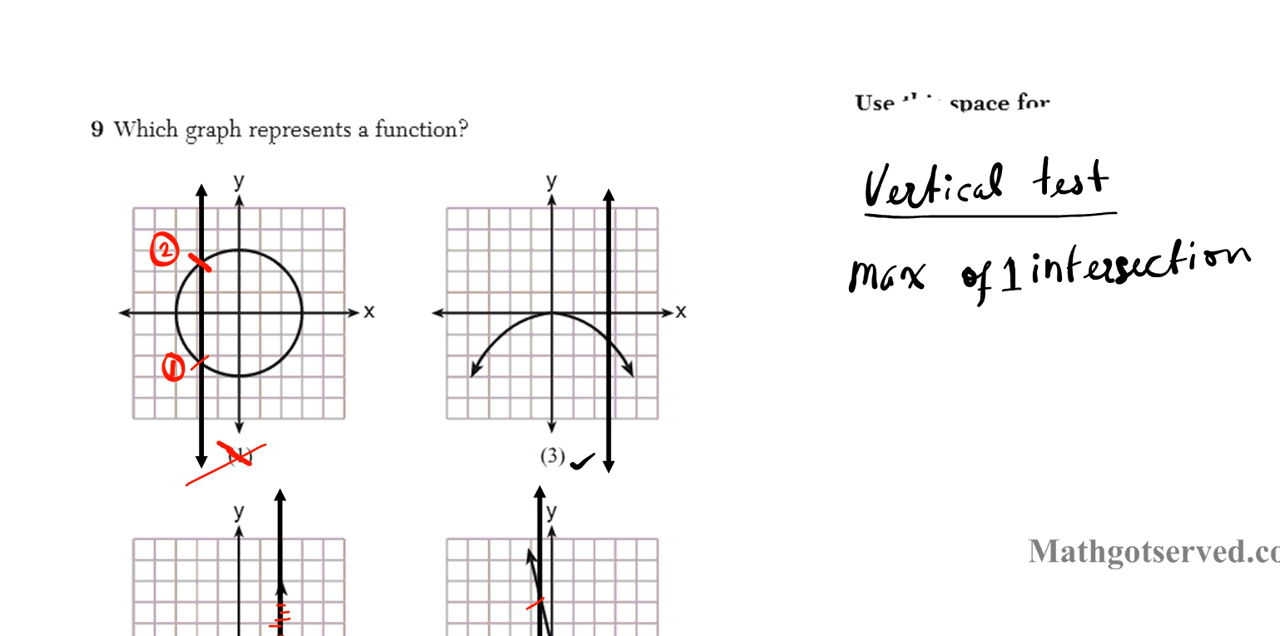 Use this space for
9 Which graph represents a function?
Vertical test
max of 1 intersection
y
y
2
x
x
1
(1)
(3)
y
y
Mathgotserved.co